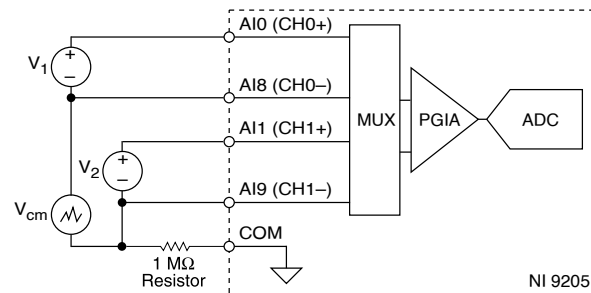 AI0 (CH0+)
V1
+
–
AI8 (CH0–)
AI1 (CH1+)
MUX
PGIA
ADC
V2
+
–
AI9 (CH1–)
Vcm
COM
1 MΩ
Resistor
NI 9205